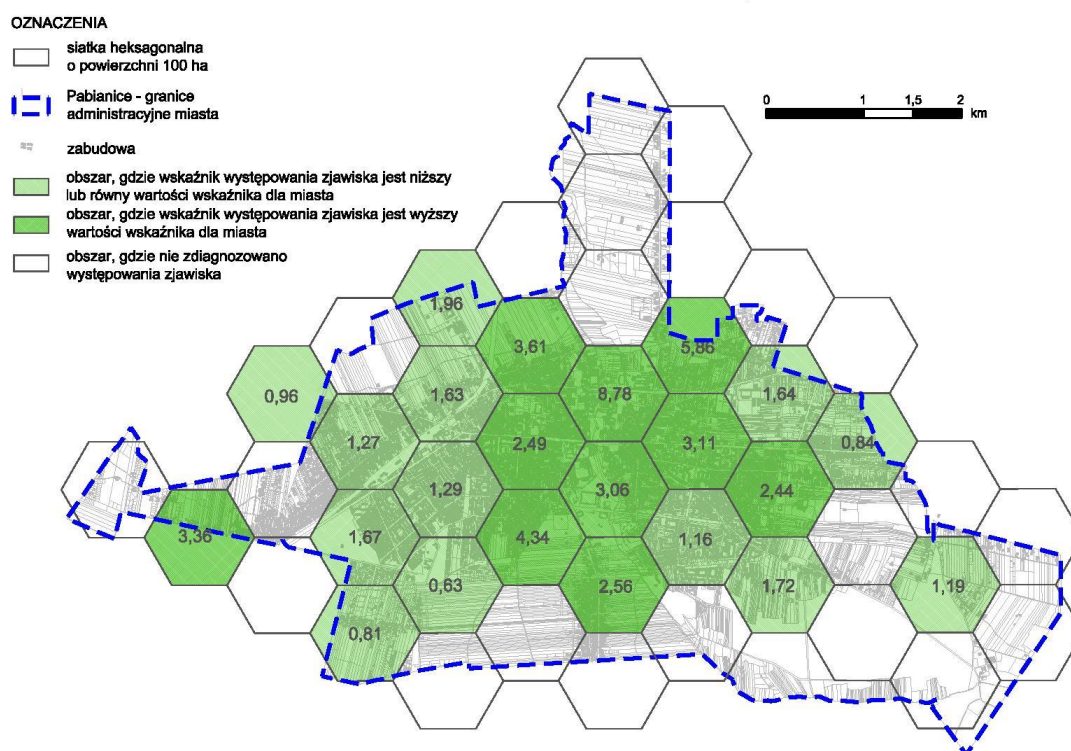 OZNACZENIA
siatka heksagonalna
o powierzchni 100 ha
Pabianice - granice
administracyjne miasta
zabudowa
obszar, gdzie wskaźnik występowania zjawiska jest niższy
lub równy wartości wskaźnika dla miasta
obszar, gdzie wskaźnik występowania zjawiska jest wyższy
wartości wskaźnika dla miasta
obszar, gdzie nie zdiagnozowano
występowania zjawiska
0 1 1,5 2
km
1,96
3,61
5,86
0,96
1,63
8,78
1,64
1,27
2,49
3,11
0,84
1,29
3,06
2,44
3,36
1,67
4,34
1,16
0,63
2,56
1,72
1,19
0,81